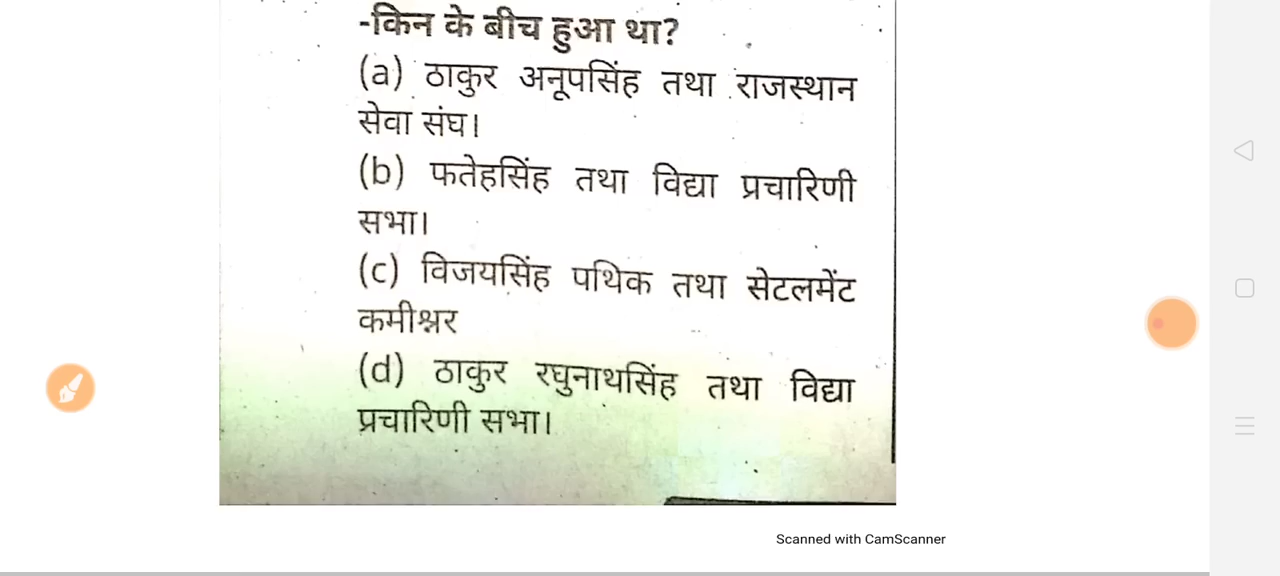 -किन के बीच हुआ था?
(a) ठाकुर अनूपसिंह तथा राजस्थान
सेवा संघ।
(b) फतेहसिंह तथा विद्या प्रचारिणी
सभा।
(c) विजयसिंह पथिक तथा सेटलमेंट
कमीश्नर
(d) ठाकुर रघुनाथसिंह तथा विद्या
प्रचारिणी सभा।
Scanned with CamScanner